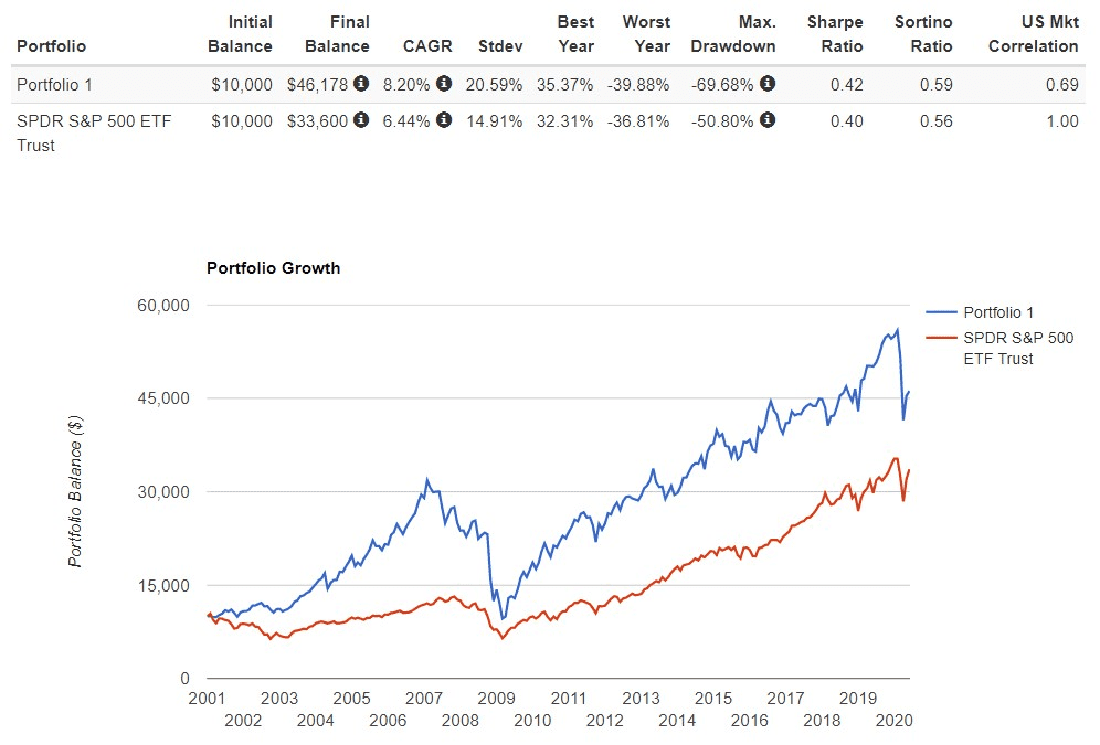 Portfolio Initial Balance Final Balance CAGR Stdev Best Year Worst Year Max. Drawdown Sharpe Ratio Sortino Ratio US Mkt Correlation
Portfolio 1 $10,000 $46,178 8.20% 20.59% 35.37% -39.88% -69.68% 0.42 0.59 0.69
SPDR S&P 500 ETF $10,000 $33,600 6.44% 14.91% 32.31% -36.81% -50.80% 0.40 0.56 1.00
Trust
Portfolio Growth
60,000
45,000
30,000
15,000
0
Portfolio Balance ($)
2001 2003 2005 2007 2009 2011 2013 2015 2017 2019
2002 2004 2006 2008 2010 2012 2014 2016 2018 2020
Portfolio 1
SPDR S&P 500
ETF Trust